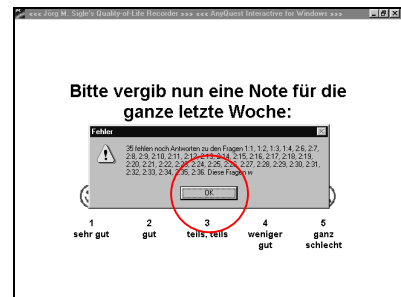 ««« Jörg M. Sigle's Quality-of-Life Recorder »»» ««« AnyQuest Interactive for Windows »»»
Bitte vergib nun eine Note für die
ganze letzte Woche:
Fehler
35 fehlen noch Antworten zu den Fragen 1:1, 1:2, 1:3, 1:4, 2:6, 2:7,
2:8, 2:9, 2:10, 2:11, 2:12, 2:13, 2:14, 2:15, 2:16, 2:17, 2:18, 2:19,
2:20, 2:21, 2:22, 2:23, 2:24, 2:25, 2:26, 2:27, 2:28, 2:29, 2:30, 2:31,
2:32, 2:33, 2:34, 2:35, 2:36. Diese Fragen w
OK
1 2 3 4 5
sehr gut gut teils, teils weniger ganz
gut schlecht